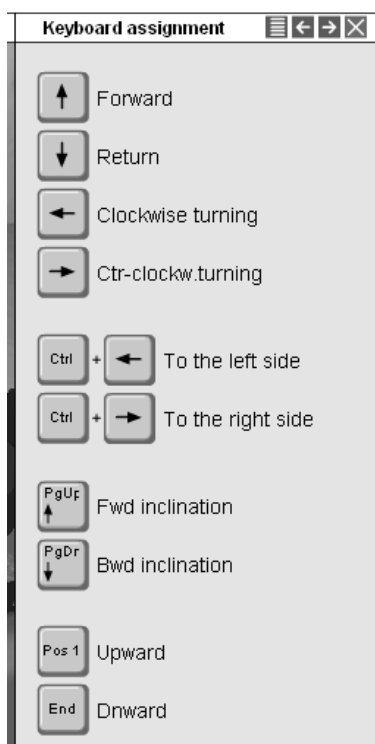 Keyboard assignment
Forward
Return
Clockwise turning
Ctr-clockw.turning
Ctrl + To the left side
Ctrl + To the right side
PgUp Fwd inclination
PgDr Bwd inclination
Pos 1 Upward
End Dnward